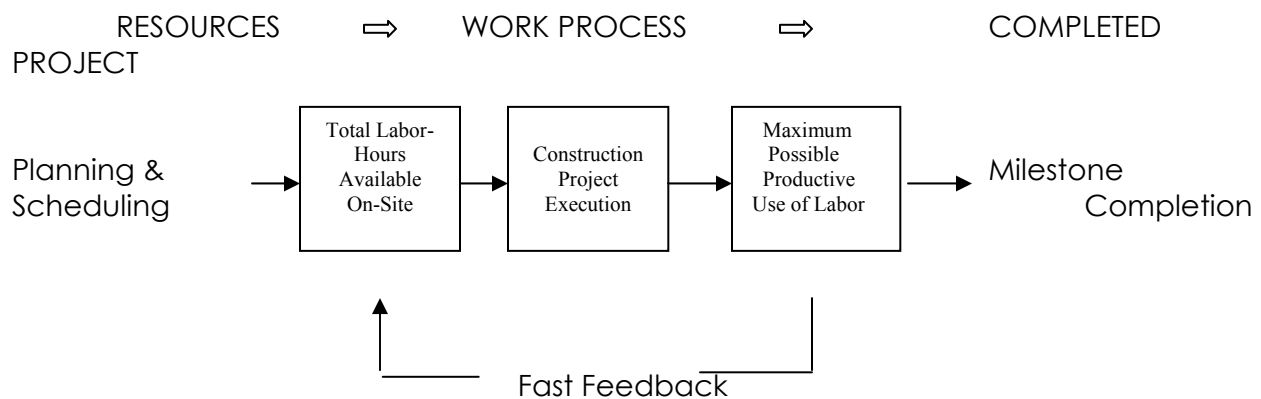 RESOURCES ⇨ WORK PROCESS ⇨ COMPLETED
PROJECT
Planning &
Scheduling
Total Labor-
Hours
Available
On-Site
Construction
Project
Execution
Maximum
Possible
Productive
Use of Labor
Milestone
Completion
Fast Feedback